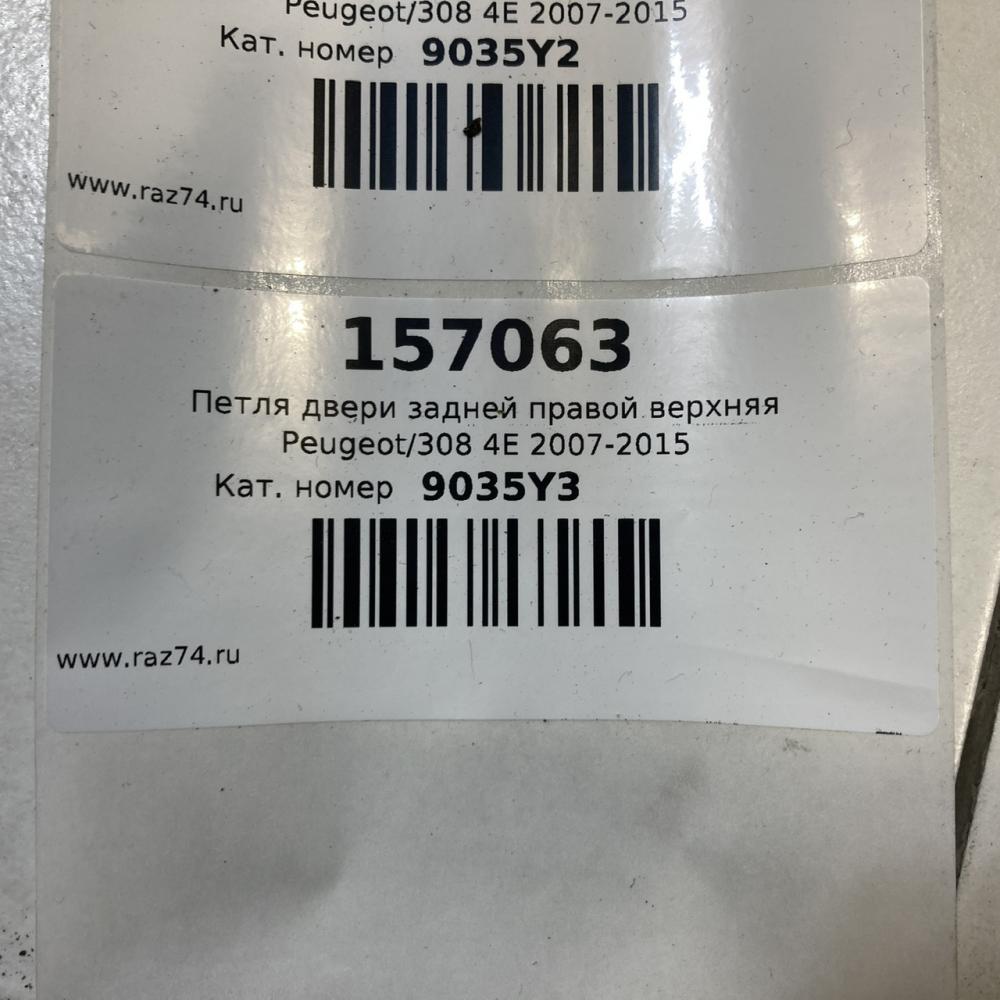 Peugeot/308 4E 2007-2015
Кат. номер 9035Y2
www.raz74.ru
157063
Петля двери задней правой верхняя
Peugeot/308 4E 2007-2015
Кат. номер 9035Y3
www.raz74.ru